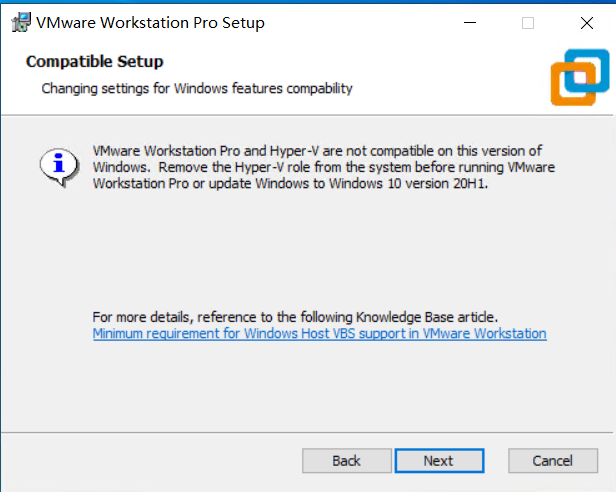 VMware Workstation Pro Setup
Compatible Setup
Changing settings for Windows features compability
VMware Workstation Pro and Hyper-V are not compatible on this version of
Windows. Remove the Hyper-V role from the system before running VMware
Workstation Pro or update Windows to Windows 10 version 20H1.
For more details, reference to the following Knowledge Base article.
Minimum requirement for Windows Host VBS support in VMware Workstation
Back Next Cancel